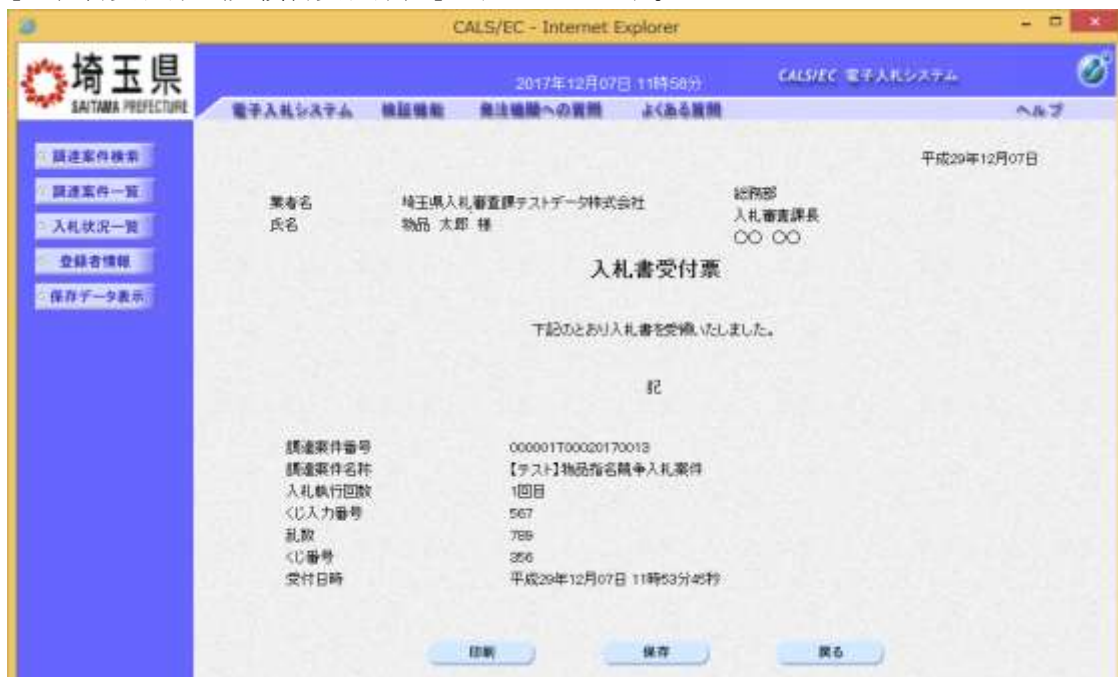 CALS/EC - Internet Explorer
埼玉県
SAITAMA PREFECTURE
2017年12月07日 11時58分
CALS/EC 電子入札システム
電子入札システム 検証機能 発注機関への質問 よくある質問 ヘルプ
調達案件検索
調達案件一覧
入札状況一覧
登録者情報
保存データ表示
平成29年12月07日
業者名 埼玉県入札審査課テストデータ株式会社
氏名 物品 太郎 様
総務部
入札審査課長
○○ ○○
入札書受付票
下記のとおり入札書を受領いたしました。
記
調達案件番号 000001T00020170013
調達案件名称 【テスト】物品指名競争入札案件
入札執行回数 1回目
くじ入力番号 567
乱数 789
くじ番号 356
受付日時 平成29年12月07日 11時53分45秒
印刷 保存 戻る